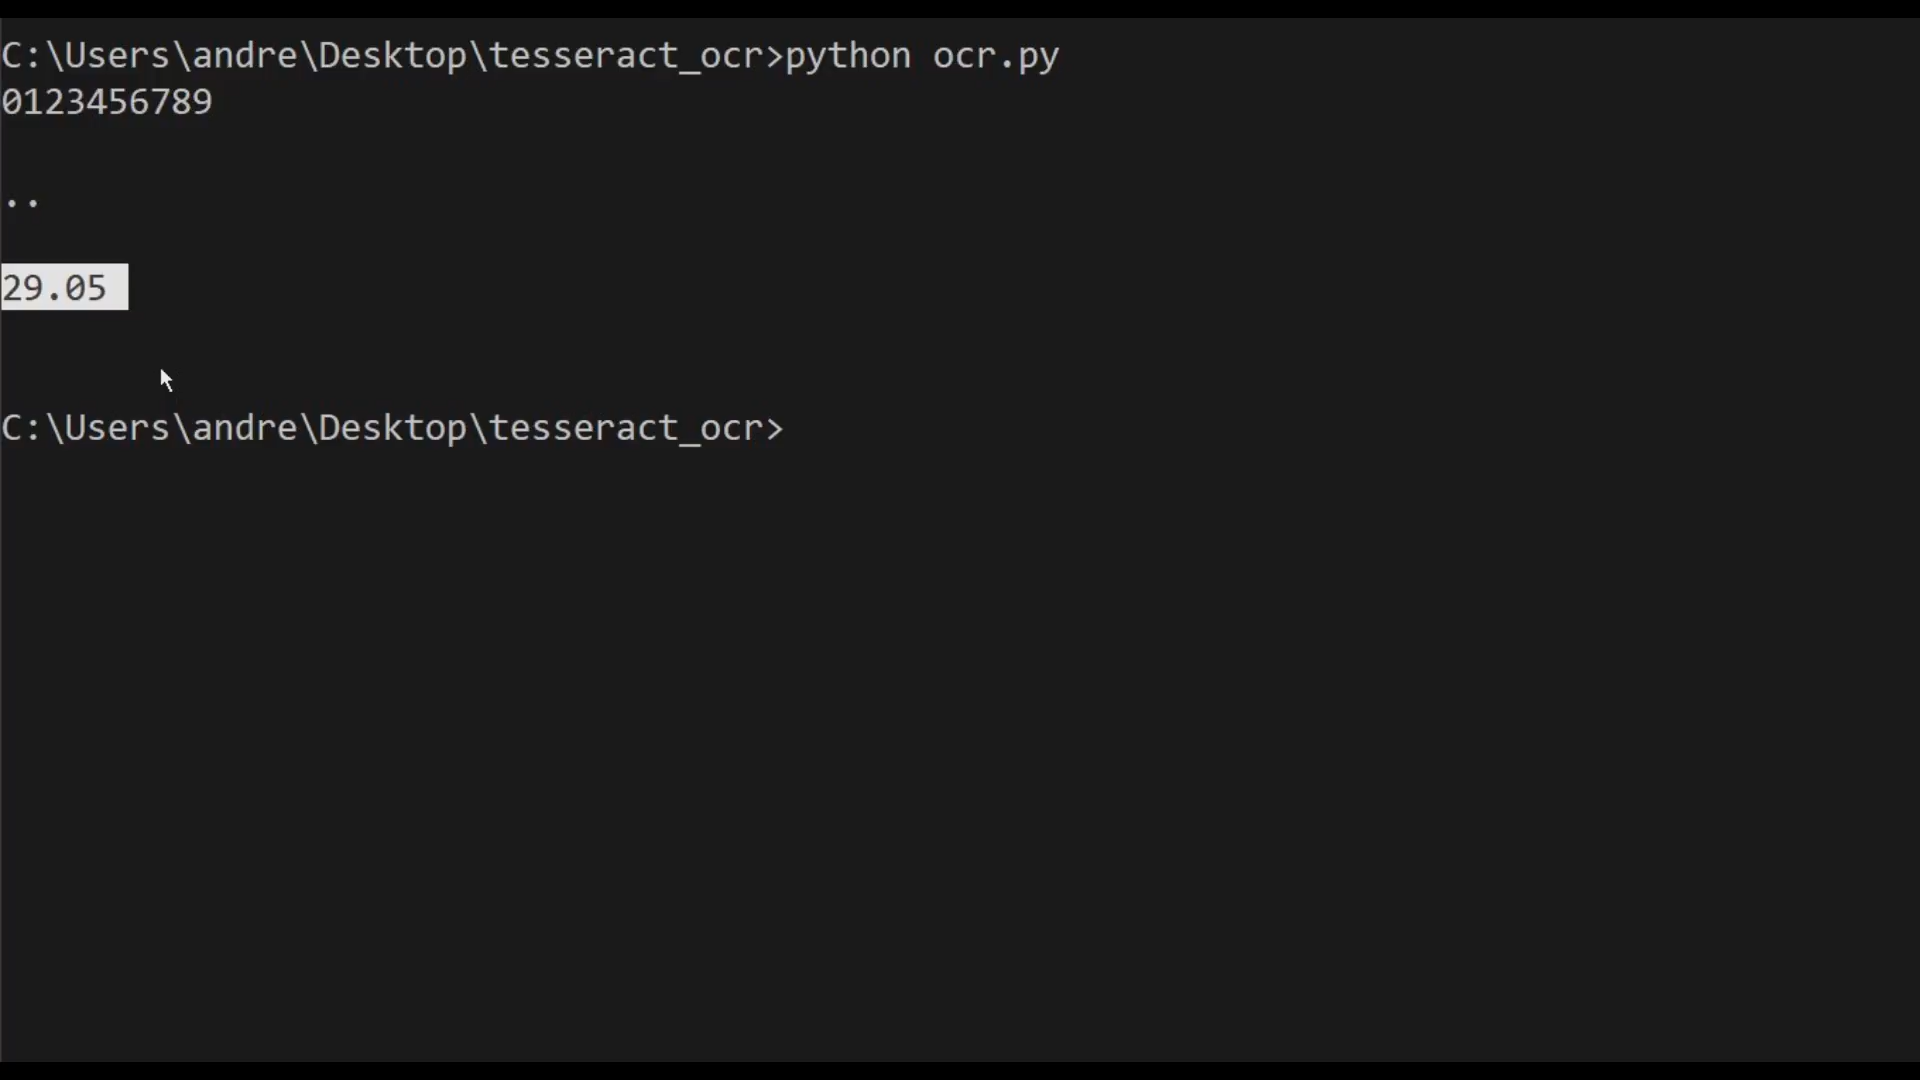 C:\Users\andre\Desktop\tesseract_ocr>python ocr.py
0123456789
..
29.05
C:\Users\andre\Desktop\tesseract_ocr>